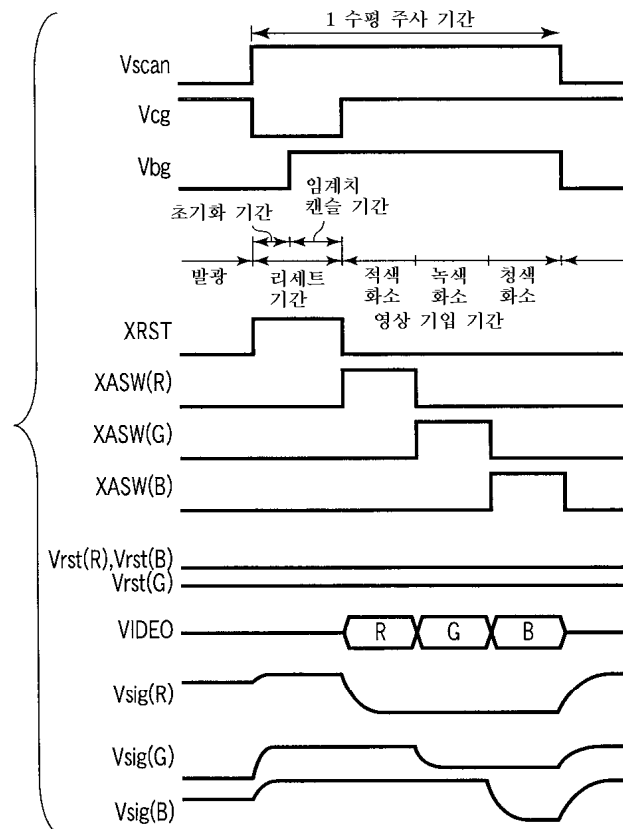 1 수평 주사 기간
Vscan
Vcg
Vbg
임계치
캔슬 기간
초기화 기간
발광
리세트
기간
적색
화소
녹색
화소
청색
화소
영상 기입 기간
XRST
XASW(R)
XASW(G)
XASW(B)
Vrst(R),Vrst(B)
Vrst(G)
VIDEO
R
G
B
Vsig(R)
Vsig(G)
Vsig(B)